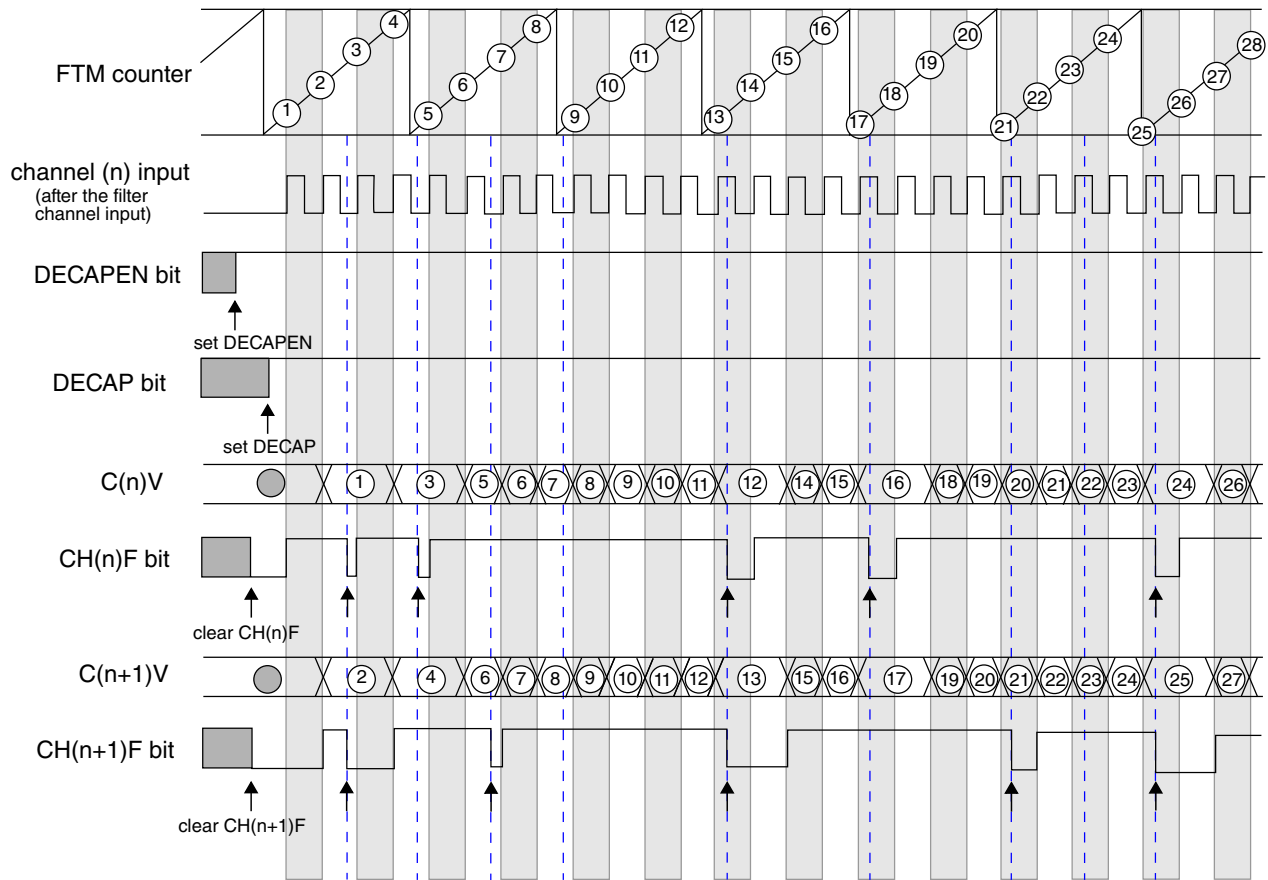 4 8 12 16 20 24 28
3 7 11 15 19 23 27
2 6 10 14 18 22 26
1 5 9 13 17 21 25
FTM counter
channel (n) input
(after the filter
channel input)
DECAPEN bit
set DECAPEN
DECAP bit
set DECAP
C(n)V 1 3 5 6 7 8 9 10 11 12 14 15 16 18 19 20 21 22 23 24 26
CH(n)F bit
clear CH(n)F
C(n+1)V 2 4 6 7 8 9 10 11 12 13 15 16 17 19 20 21 22 23 24 25 27
CH(n+1)F bit
clear CH(n+1)F